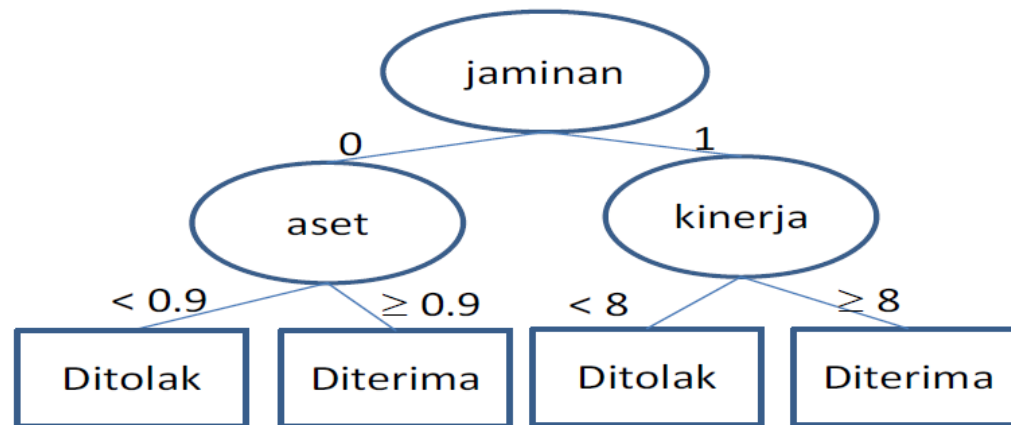 jaminan
0
1
aset
kinerja
< 0.9
≥ 0.9
< 8
≥ 8
Ditolak
Diterima
Ditolak
Diterima